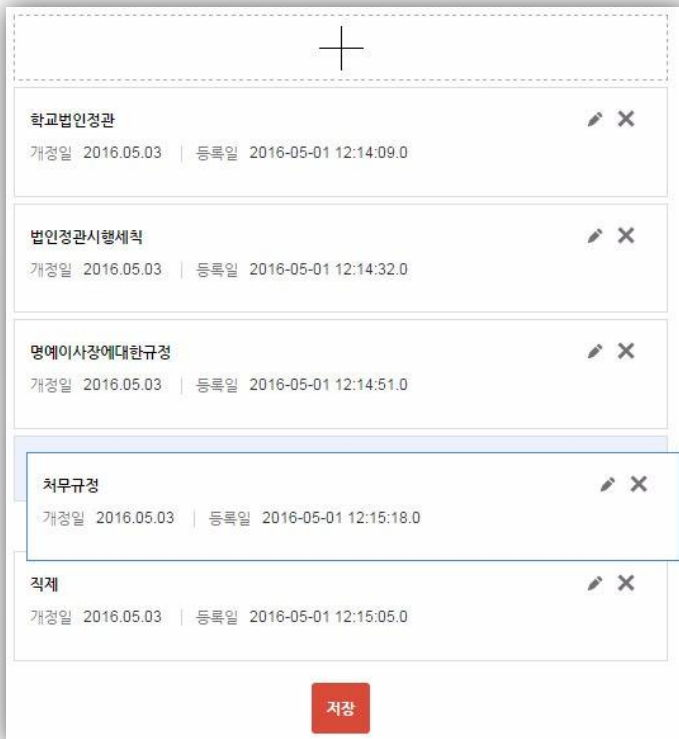 학교법인정관
개정일 2016.05.03 | 등록일 2016-05-01 12:14:09.0
법인정관시행세칙
개정일 2016.05.03 | 등록일 2016-05-01 12:14:32.0
명예이사장에대한규정
개정일 2016.05.03 | 등록일 2016-05-01 12:14:51.0
처무규정
개정일 2016.05.03 | 등록일 2016-05-01 12:15:18.0
직제
개정일 2016.05.03 | 등록일 2016-05-01 12:15:05.0
저장